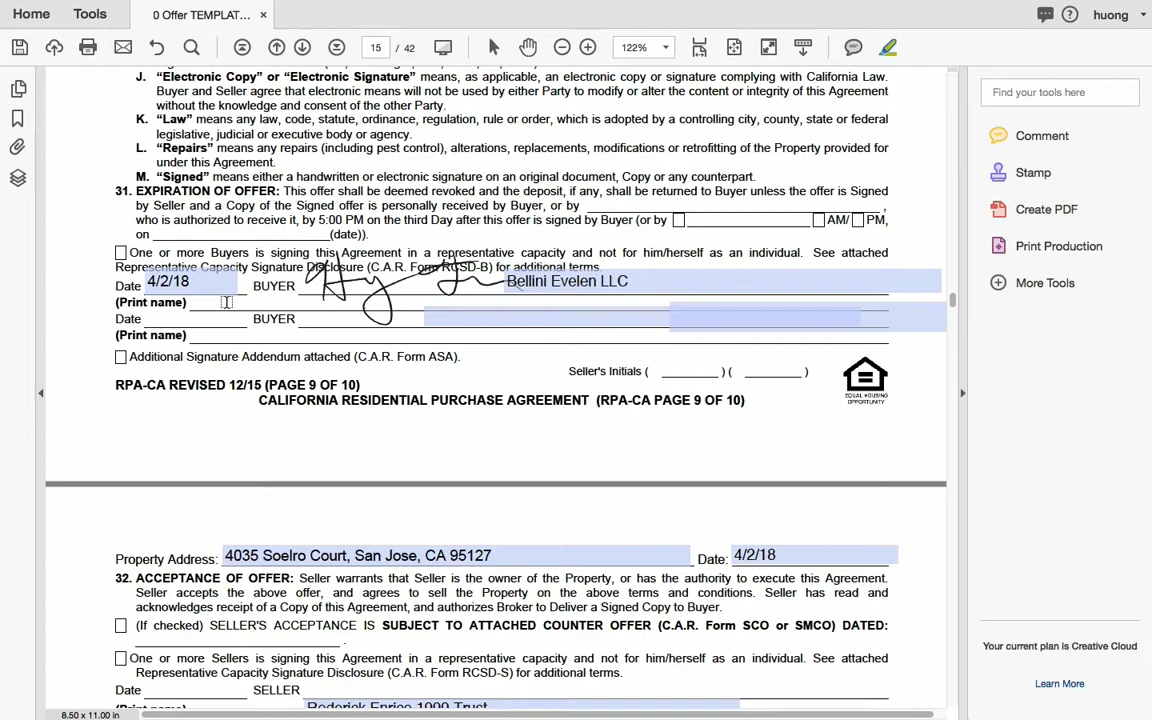 Home Tools 0 Offer TEMPLAT... × huong
15 / 42 122%
J. “Electronic Copy” or “Electronic Signature” means, as applicable, an electronic copy or signature complying with California Law.
Buyer and Seller agree that electronic means will not be used by either Party to modify or alter the content or integrity of this Agreement
without the knowledge and consent of the other Party.
K. “Law” means any law, code, statute, ordinance, regulation, rule or order, which is adopted by a controlling city, county, state or federal
legislative, judicial or executive body or agency.
L. “Repairs” means any repairs (including pest control), alterations, replacements, modifications or retrofitting of the Property provided for
under this Agreement.
M. “Signed” means either a handwritten or electronic signature on an original document, Copy or any counterpart.
31. EXPIRATION OF OFFER: This offer shall be deemed revoked and the deposit, if any, shall be returned to Buyer unless the offer is Signed
by Seller and a Copy of the Signed offer is personally received by Buyer, or by ,
who is authorized to receive it, by 5:00 PM on the third Day after this offer is signed by Buyer (or by AM/ PM,
on (date)).
One or more Buyers is signing this Agreement in a representative capacity and not for him/herself as an individual. See attached
Representative Capacity Signature Disclosure (C.A.R. Form RCSD-B) for additional terms.
Date 4/2/18 BUYER Bellini Evelen LLC
(Print name)
Date BUYER
(Print name)
Additional Signature Addendum attached (C.A.R. Form ASA).
Seller's Initials ( ) ( )
EQUAL HOUSING
OPPORTUNITY
RPA-CA REVISED 12/15 (PAGE 9 OF 10)
CALIFORNIA RESIDENTIAL PURCHASE AGREEMENT (RPA-CA PAGE 9 OF 10)
Property Address: 4035 Soelro Court, San Jose, CA 95127 Date: 4/2/18
32. ACCEPTANCE OF OFFER: Seller warrants that Seller is the owner of the Property, or has the authority to execute this Agreement.
Seller accepts the above offer, and agrees to sell the Property on the above terms and conditions. Seller has read and
acknowledges receipt of a Copy of this Agreement, and authorizes Broker to Deliver a Signed Copy to Buyer.
(If checked) SELLER'S ACCEPTANCE IS SUBJECT TO ATTACHED COUNTER OFFER (C.A.R. Form SCO or SMCO) DATED:
.
One or more Sellers is signing this Agreement in a representative capacity and not for him/herself as an individual. See attached
Representative Capacity Signature Disclosure (C.A.R. Form RCSD-S) for additional terms.
Date SELLER
(Print name) Roderick Enrico 1999 Trust
8.50 x 11.00 in
Find your tools here
Comment
Stamp
Create PDF
Print Production
More Tools
Your current plan is Creative Cloud
Learn More